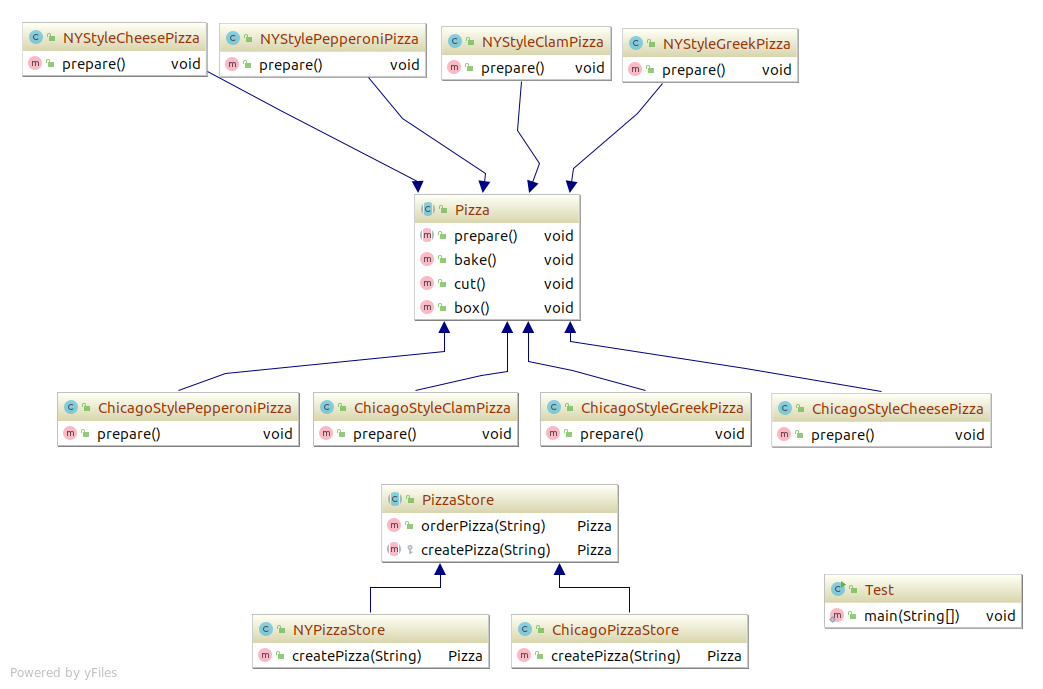 NYStyleCheesePizza
prepare() void
NYStylePepperoniPizza
prepare() void
NYStyleClamPizza
prepare() void
NYStyleGreekPizza
prepare() void
Pizza
prepare() void
bake() void
cut() void
box() void
ChicagoStylePepperoniPizza
prepare() void
ChicagoStyleClamPizza
prepare() void
ChicagoStyleGreekPizza
prepare() void
ChicagoStyleCheesePizza
prepare() void
PizzaStore
orderPizza(String) Pizza
createPizza(String) Pizza
Test
main(String[]) void
NYPizzaStore
createPizza(String) Pizza
ChicagoPizzaStore
createPizza(String) Pizza
Powered by yFiles